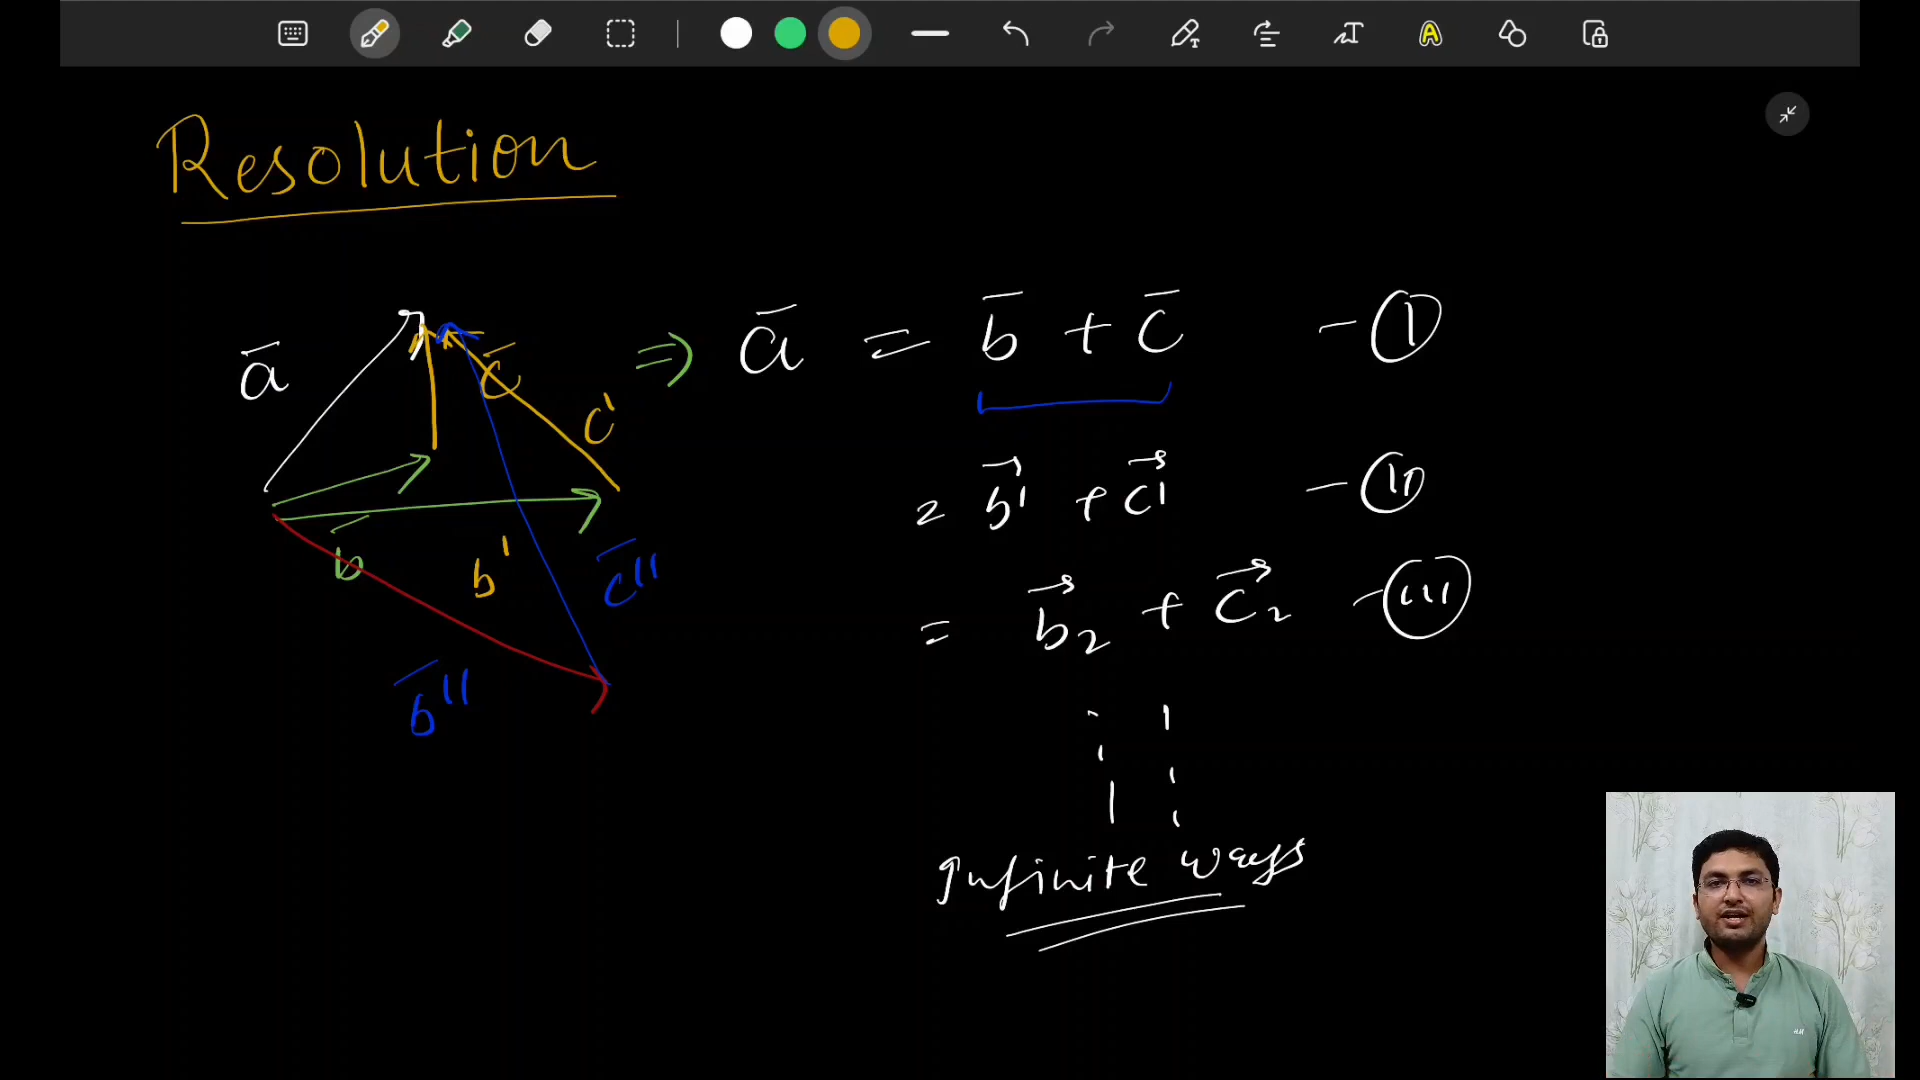 Resolution
a̅
c̅
c'
b̅
b'
c̅''
b̅''
⇒ a̅ = b̅ + c̅ - (I)
= b⃗' + c⃗' - (II)
= b⃗₂ + c⃗₂ - (III)
Infinite ways